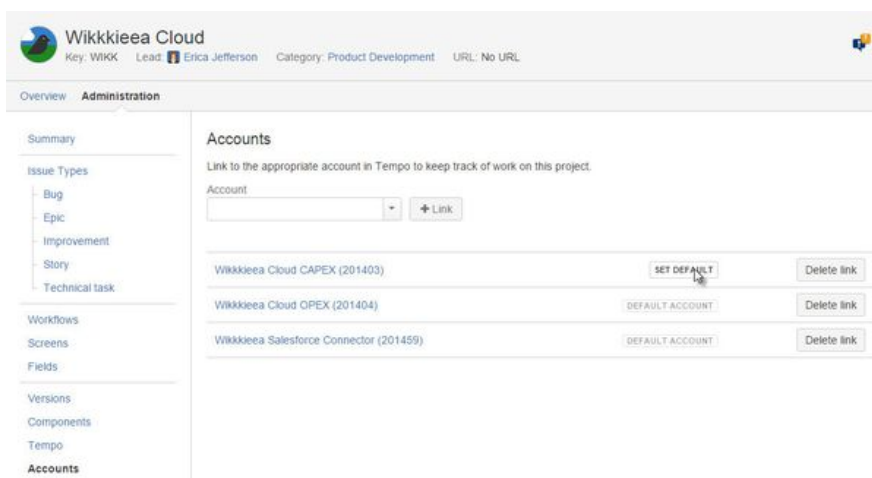 Wikkkieea Cloud
Key: WIKK Lead: Erica Jefferson Category: Product Development URL: No URL
Overview Administration
Summary
Issue Types
Bug
Epic
Improvement
Story
Technical task
Workflows
Screens
Fields
Versions
Components
Tempo
Accounts
Accounts
Link to the appropriate account in Tempo to keep track of work on this project.
Account
+ Link
Wikkkieea Cloud CAPEX (201403) SET DEFAULT Delete link
Wikkkieea Cloud OPEX (201404) DEFAULT ACCOUNT Delete link
Wikkkieea Salesforce Connector (201459) DEFAULT ACCOUNT Delete link